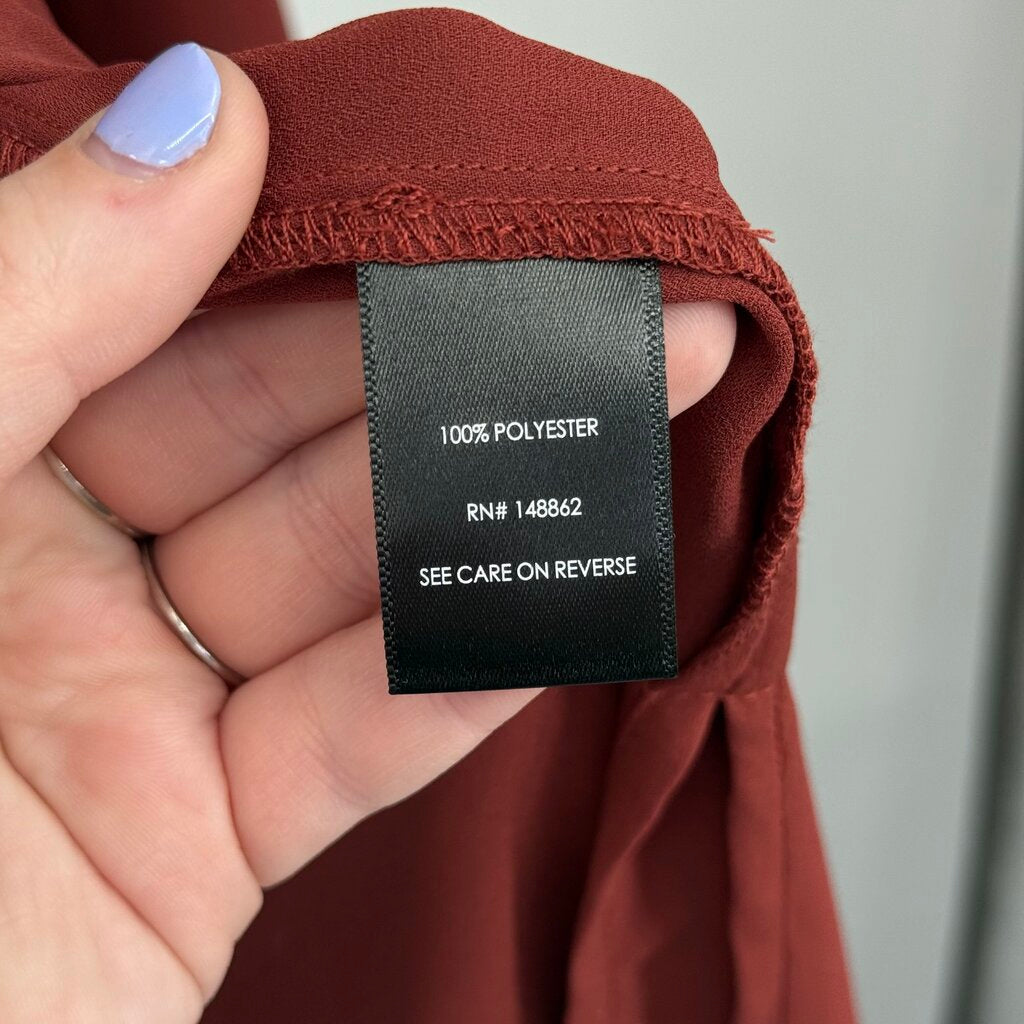 100% POLYESTER
RN# 148862
SEE CARE ON REVERSE